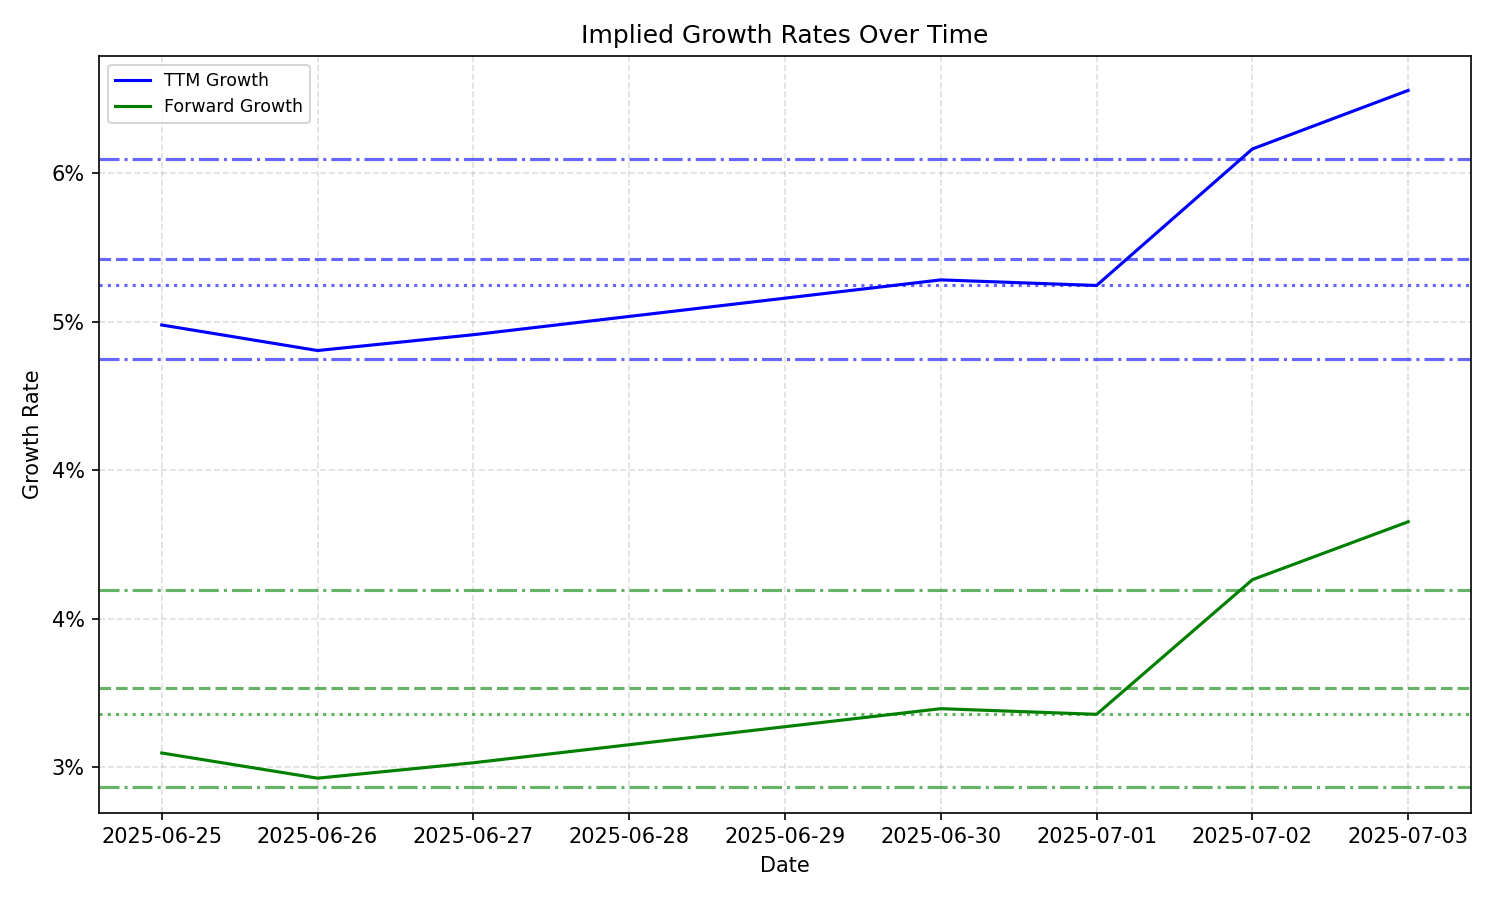 Implied Growth Rates Over Time
TTM Growth
Forward Growth
6%
5%
4%
4%
3%
Growth Rate
2025-06-25 2025-06-26 2025-06-27 2025-06-28 2025-06-29 2025-06-30 2025-07-01 2025-07-02 2025-07-03
Date